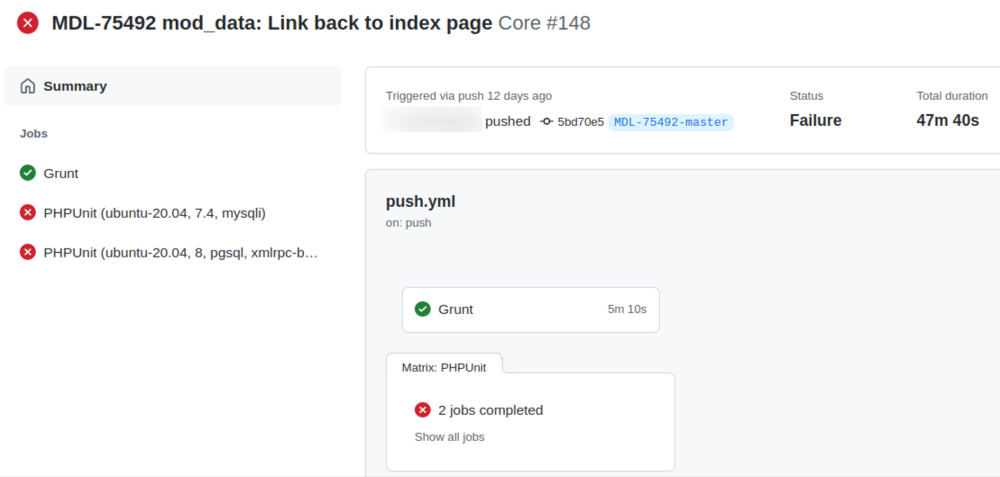 MDL-75492 mod_data: Link back to index page Core #148
Summary
Jobs
Grunt
PHPUnit (ubuntu-20.04, 7.4, mysqli)
PHPUnit (ubuntu-20.04, 8, pgsql, xmlrpc-b…
Triggered via push 12 days ago
pushed 5bd70e5 MDL-75492-master
Status
Failure
Total duration
47m 40s
push.yml
on: push
Grunt 5m 10s
Matrix: PHPUnit
2 jobs completed
Show all jobs